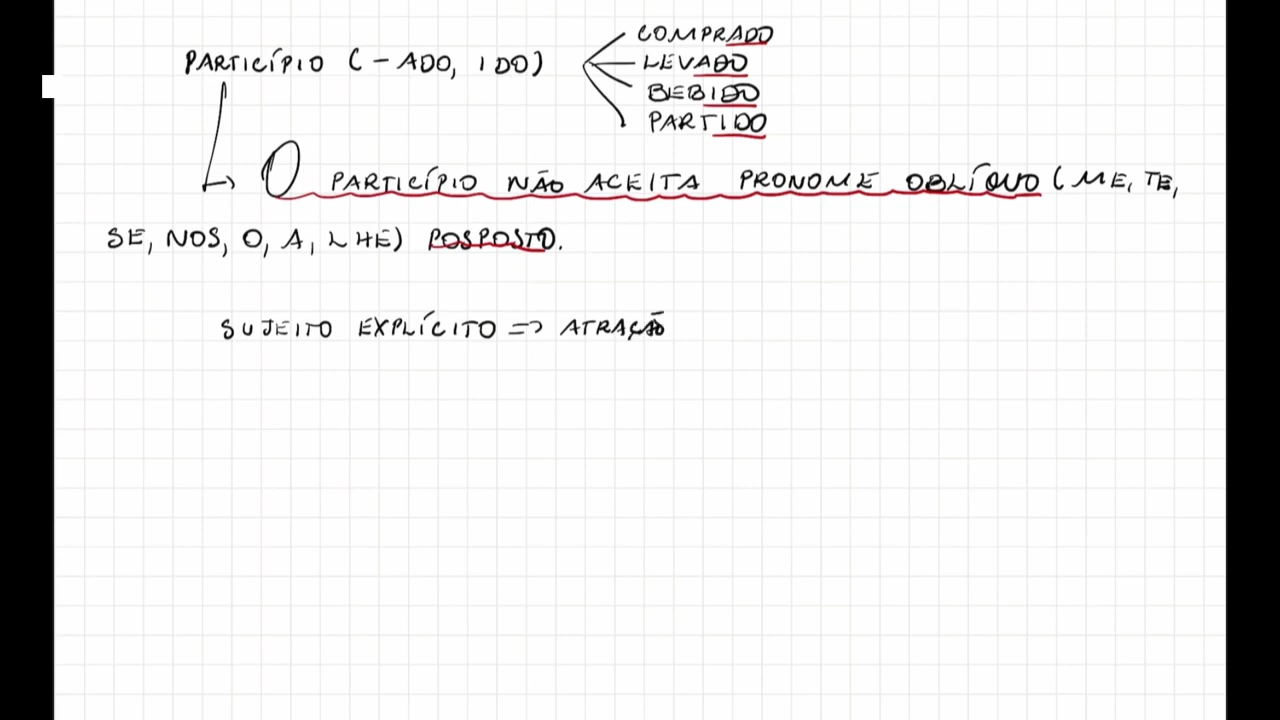 PARTICÍPIO (-ADO, IDO)
COMPRADO
LEVADO
BEBIDO
PARTIDO
O PARTICÍPIO NÃO ACEITA PRONOME OBLÍQUO (ME, TE,
SE, NOS, O, A, LHE) POSPOSTO.
SUJEITO EXPLÍCITO => ATRAÇÃO